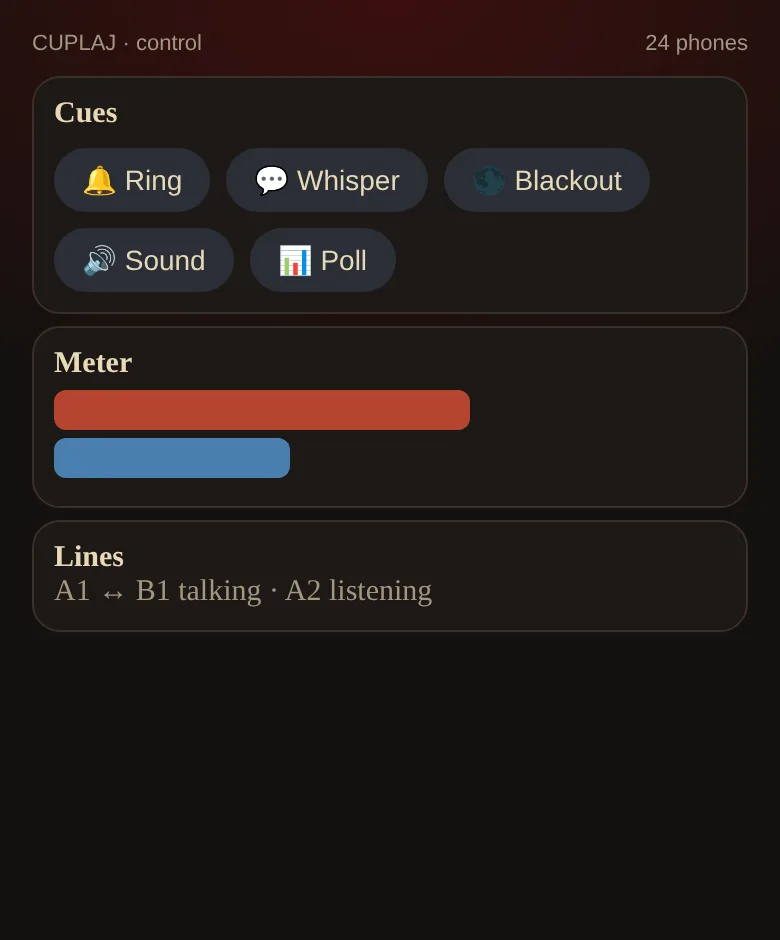 CUPLAJ · control
24 phones
Cues
🔔 Ring
💬 Whisper
🌑 Blackout
🔊 Sound
📊 Poll
Meter
Lines
A1 ↔ B1 talking · A2 listening